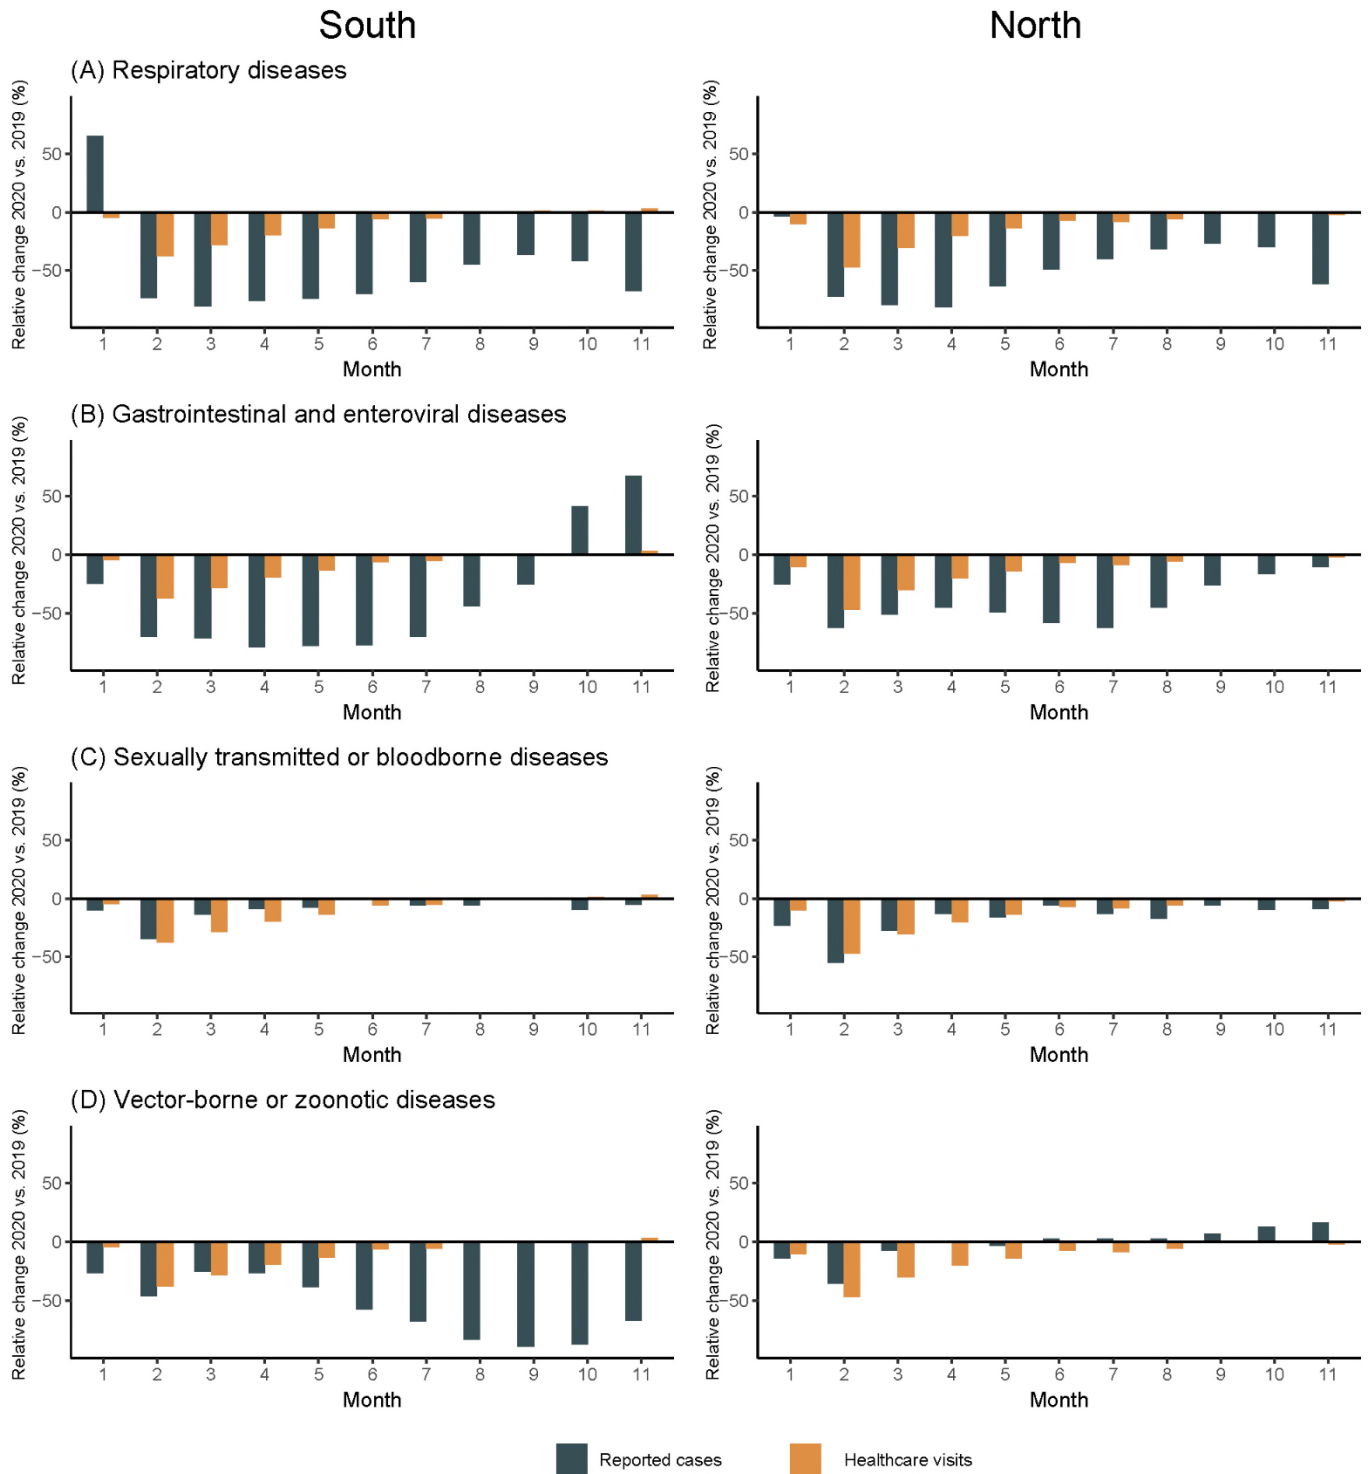 South
North
(A) Respiratory diseases
Relative change 2020 vs. 2019 (%)
50
0
−50
1 2 3 4 5 6 7 8 9 10 11
Month
Relative change 2020 vs. 2019 (%)
50
0
−50
1 2 3 4 5 6 7 8 9 10 11
Month
(B) Gastrointestinal and enteroviral diseases
Relative change 2020 vs. 2019 (%)
50
0
−50
1 2 3 4 5 6 7 8 9 10 11
Month
Relative change 2020 vs. 2019 (%)
50
0
−50
1 2 3 4 5 6 7 8 9 10 11
Month
(C) Sexually transmitted or bloodborne diseases
Relative change 2020 vs. 2019 (%)
50
0
−50
1 2 3 4 5 6 7 8 9 10 11
Month
Relative change 2020 vs. 2019 (%)
50
0
−50
1 2 3 4 5 6 7 8 9 10 11
Month
(D) Vector-borne or zoonotic diseases
Relative change 2020 vs. 2019 (%)
50
0
−50
1 2 3 4 5 6 7 8 9 10 11
Month
Relative change 2020 vs. 2019 (%)
50
0
−50
1 2 3 4 5 6 7 8 9 10 11
Month
Reported cases
Healthcare visits